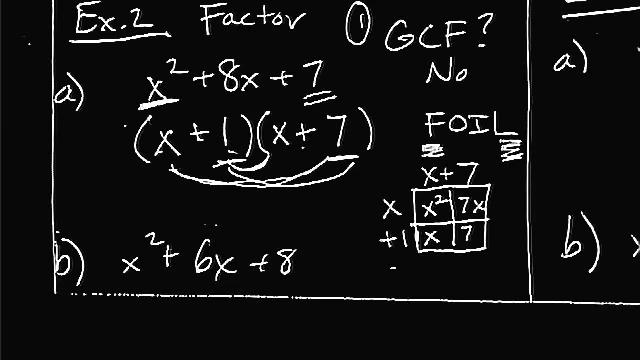 Ex. 2 Factor ① GCF?
No
a) x² + 8x + 7
(x + 1)(x + 7)
FOIL
x + 7
x x² 7x
+1 x 7
b) x² + 6x + 8
a)
b)